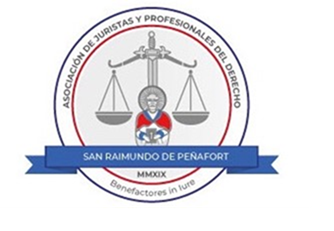 ASOCIACIÓN DE JURISTAS Y PROFESIONALES DEL DERECHO
SAN RAIMUNDO DE PEÑAFORT
MMXIX
Benefactores in Iure